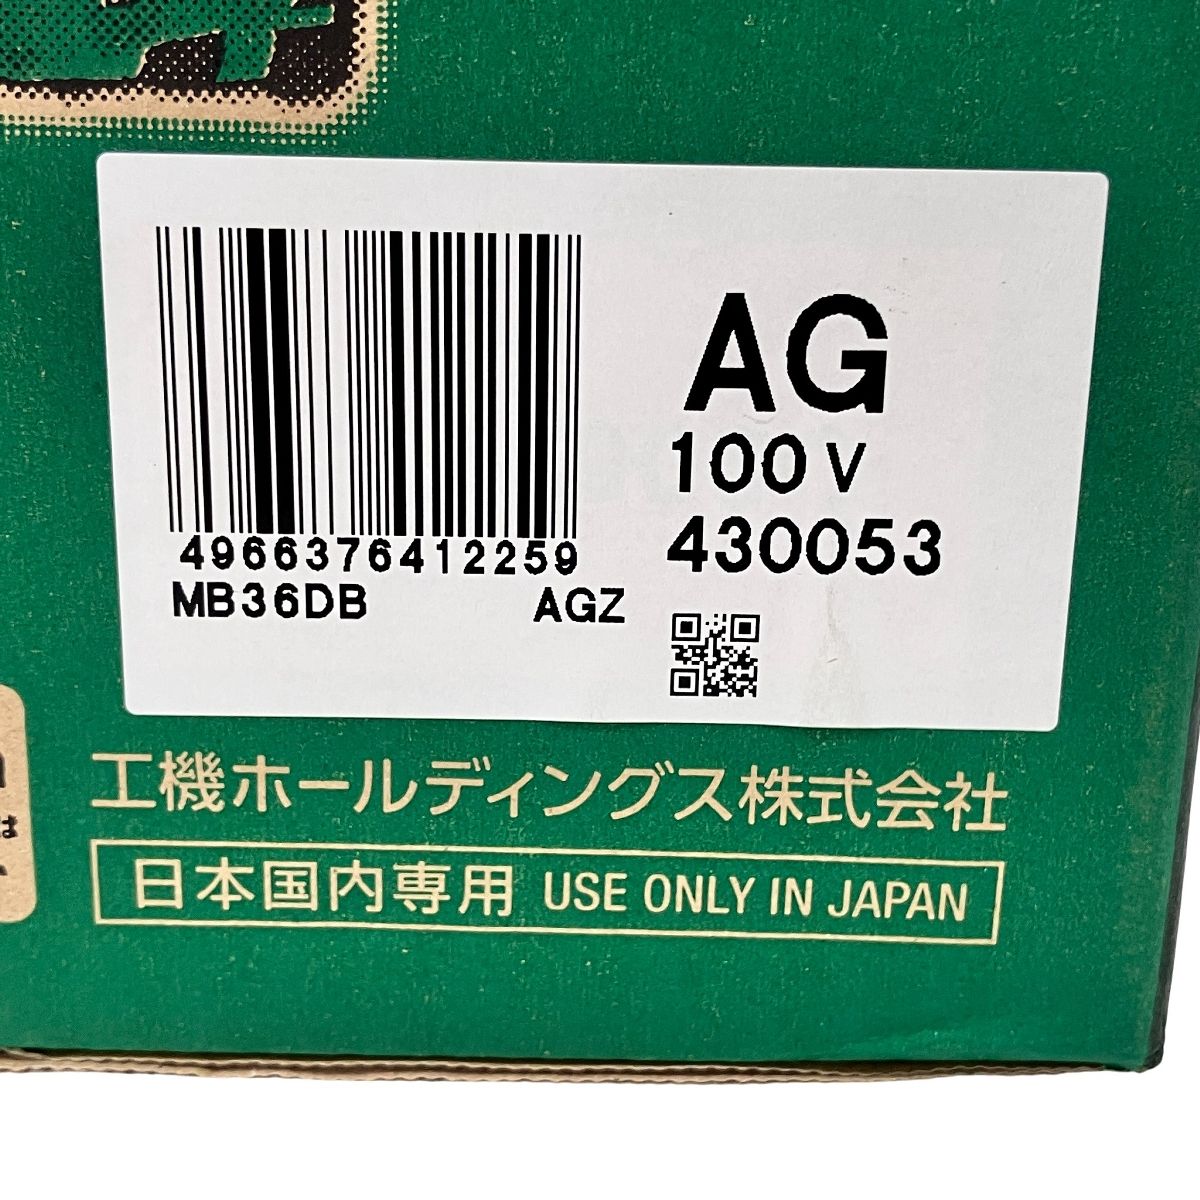 AG
100V
430053
4966376412259
MB36DB AGZ
工機ホールディングス株式会社
日本国内専用 USE ONLY IN JAPAN
は